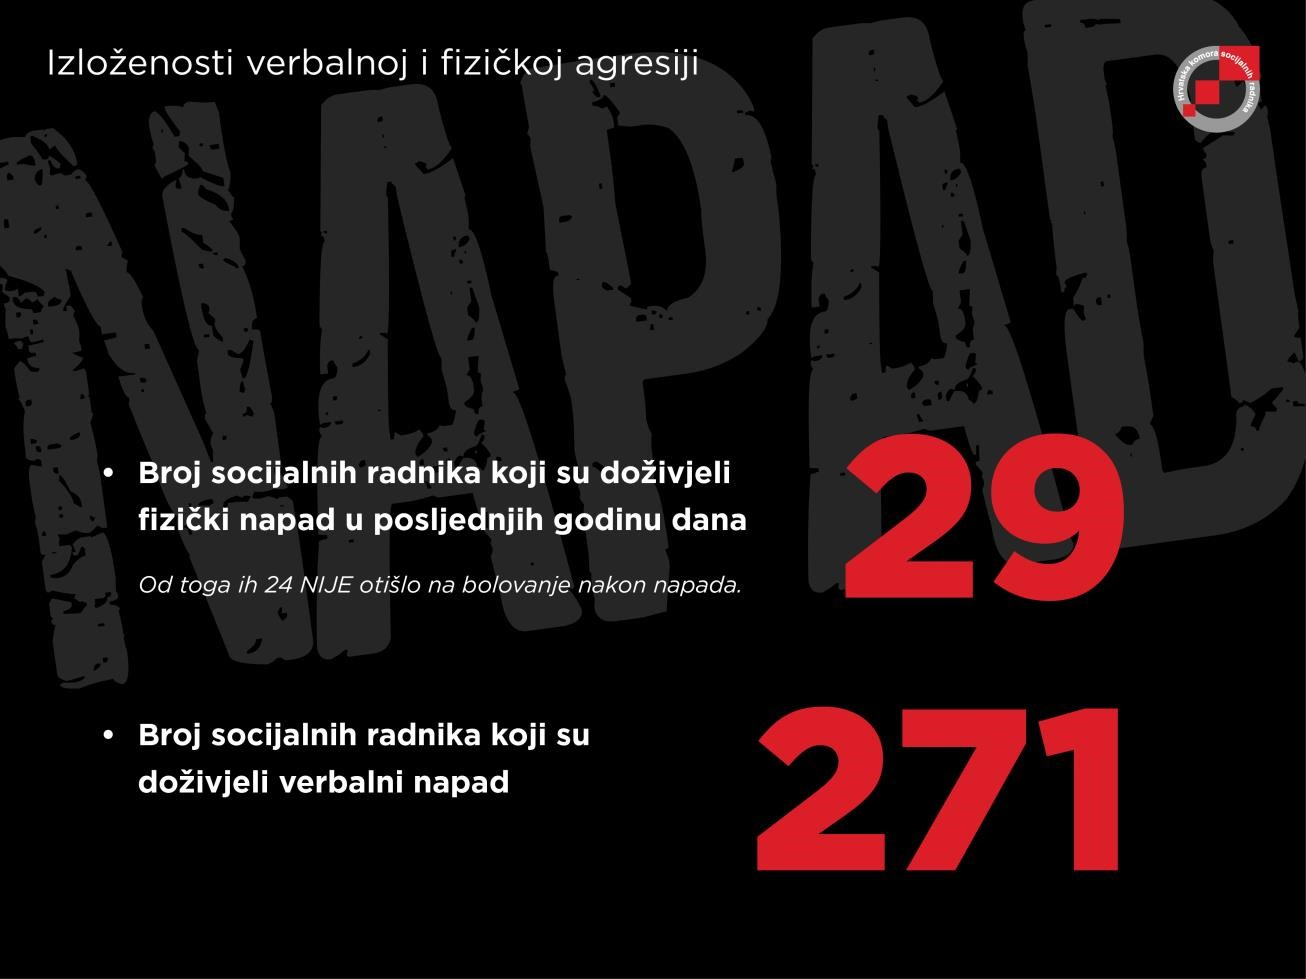 Izloženosti verbalnoj i fizičkoj agresiji
Hrvatska komora socijalnih radnika
NAPAD
• Broj socijalnih radnika koji su doživjeli
fizički napad u posljednjih godinu dana
29
Od toga ih 24 NIJE otišlo na bolovanje nakon napada.
• Broj socijalnih radnika koji su
doživjeli verbalni napad
271